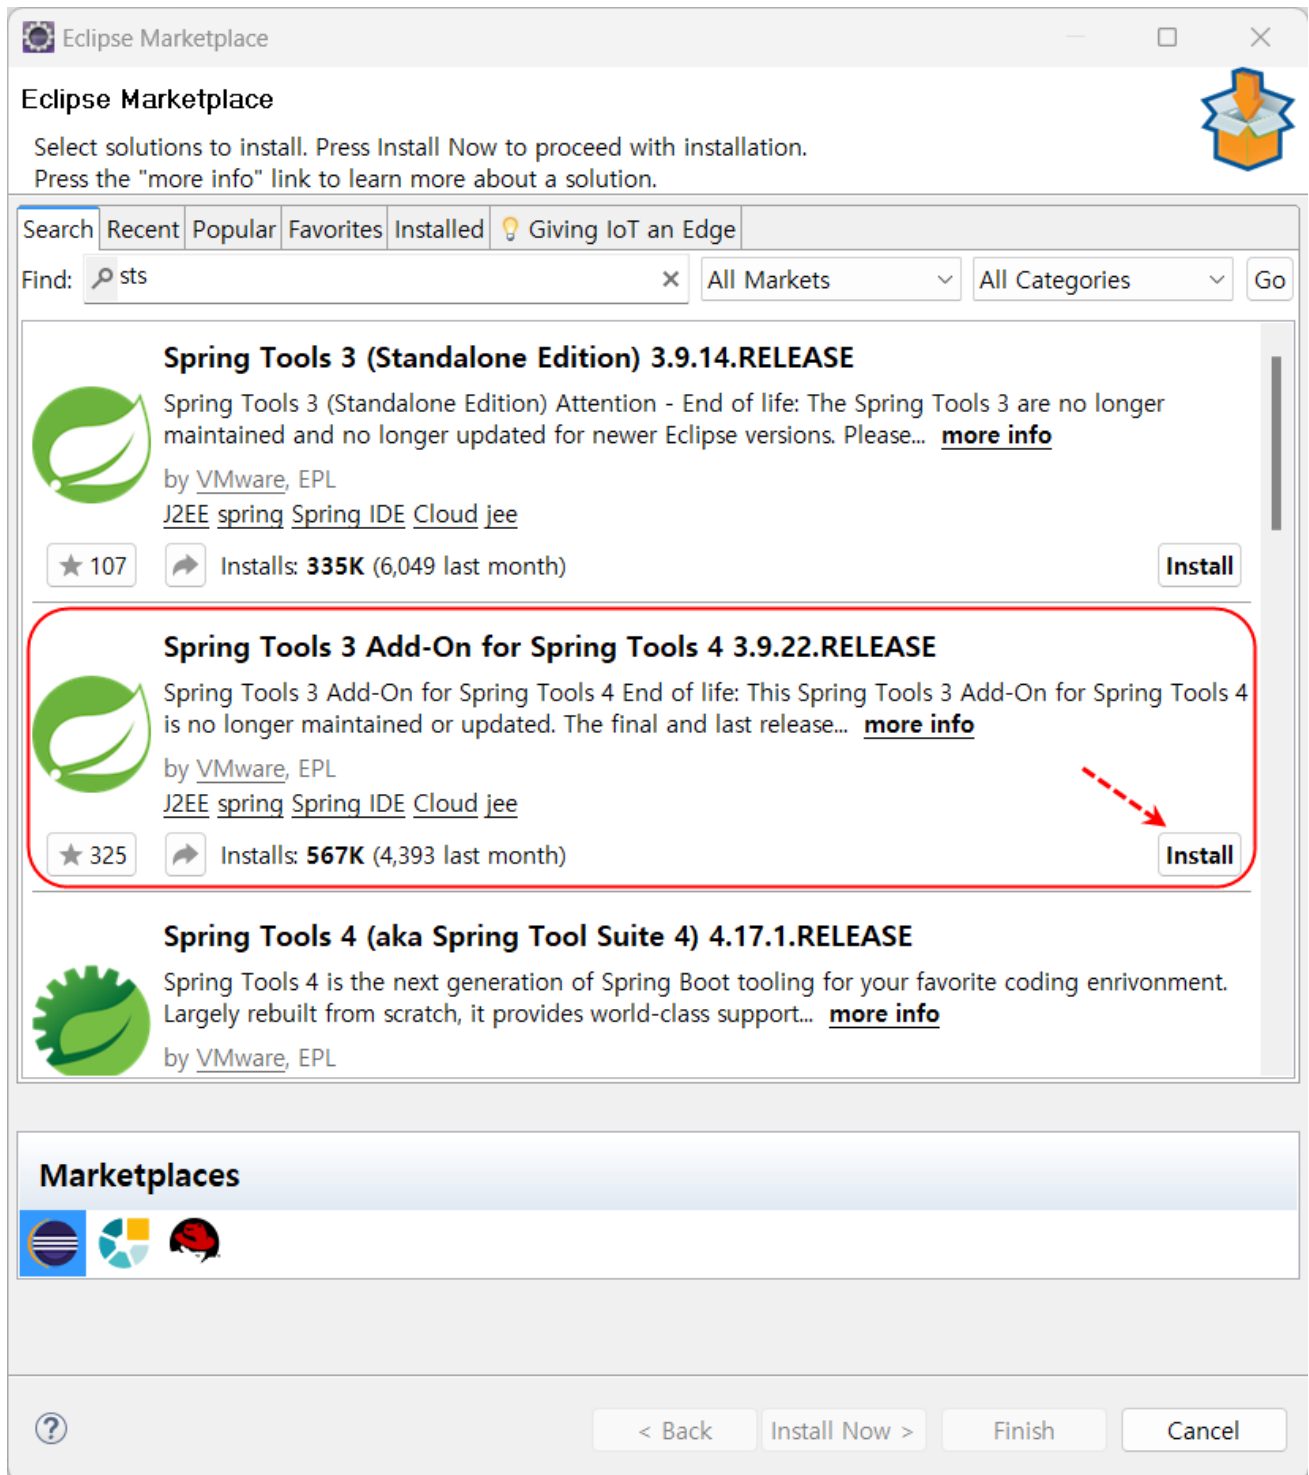 Eclipse Marketplace
Eclipse Marketplace
Select solutions to install. Press Install Now to proceed with installation.
Press the "more info" link to learn more about a solution.
Search Recent Popular Favorites Installed Giving IoT an Edge
Find: sts All Markets All Categories Go
Spring Tools 3 (Standalone Edition) 3.9.14.RELEASE
Spring Tools 3 (Standalone Edition) Attention - End of life: The Spring Tools 3 are no longer
maintained and no longer updated for newer Eclipse versions. Please... more info
by VMware, EPL
J2EE spring Spring IDE Cloud jee
107 Installs: 335K (6,049 last month) Install
Spring Tools 3 Add-On for Spring Tools 4 3.9.22.RELEASE
Spring Tools 3 Add-On for Spring Tools 4 End of life: This Spring Tools 3 Add-On for Spring Tools 4
is no longer maintained or updated. The final and last release... more info
by VMware, EPL
J2EE spring Spring IDE Cloud jee
325 Installs: 567K (4,393 last month) Install
Spring Tools 4 (aka Spring Tool Suite 4) 4.17.1.RELEASE
Spring Tools 4 is the next generation of Spring Boot tooling for your favorite coding enrivonment.
Largely rebuilt from scratch, it provides world-class support... more info
by VMware, EPL
Marketplaces
? < Back Install Now > Finish Cancel